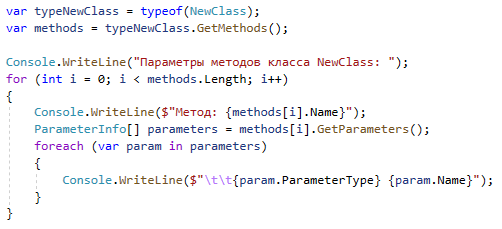 var typeNewClass = typeof(NewClass);
var methods = typeNewClass.GetMethods();
Console.WriteLine("Параметры методов класса NewClass: ");
for (int i = 0; i < methods.Length; i++)
{
Console.WriteLine($"Метод: {methods[i].Name}");
ParameterInfo[] parameters = methods[i].GetParameters();
foreach (var param in parameters)
{
Console.WriteLine($"\t\t{param.ParameterType} {param.Name}");
}
}